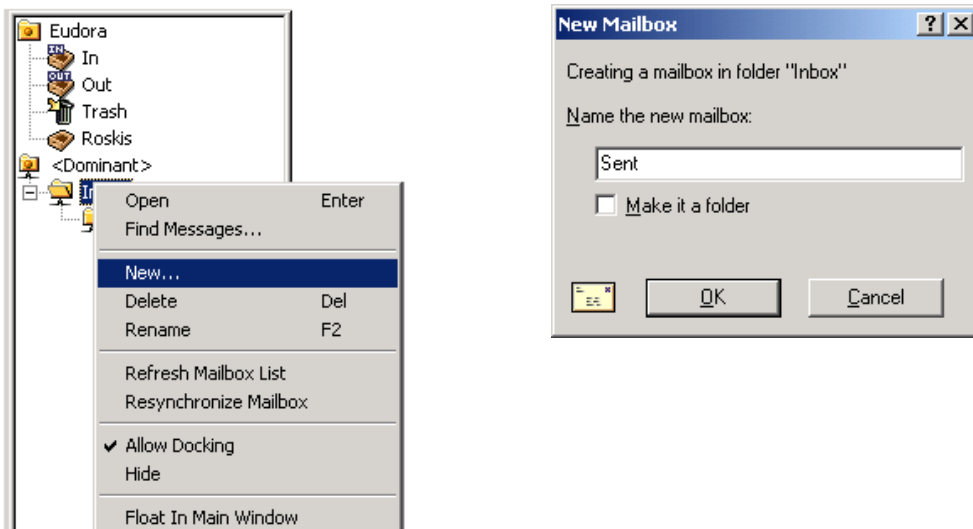 Eudora
IN
In
OUT
Out
Trash
Roskis
<Dominant>
Open Enter
Find Messages...
New...
Delete Del
Rename F2
Refresh Mailbox List
Resynchronize Mailbox
Allow Docking
Hide
Float In Main Window
New Mailbox
Creating a mailbox in folder "Inbox"
Name the new mailbox:
Sent
Make it a folder
OK Cancel